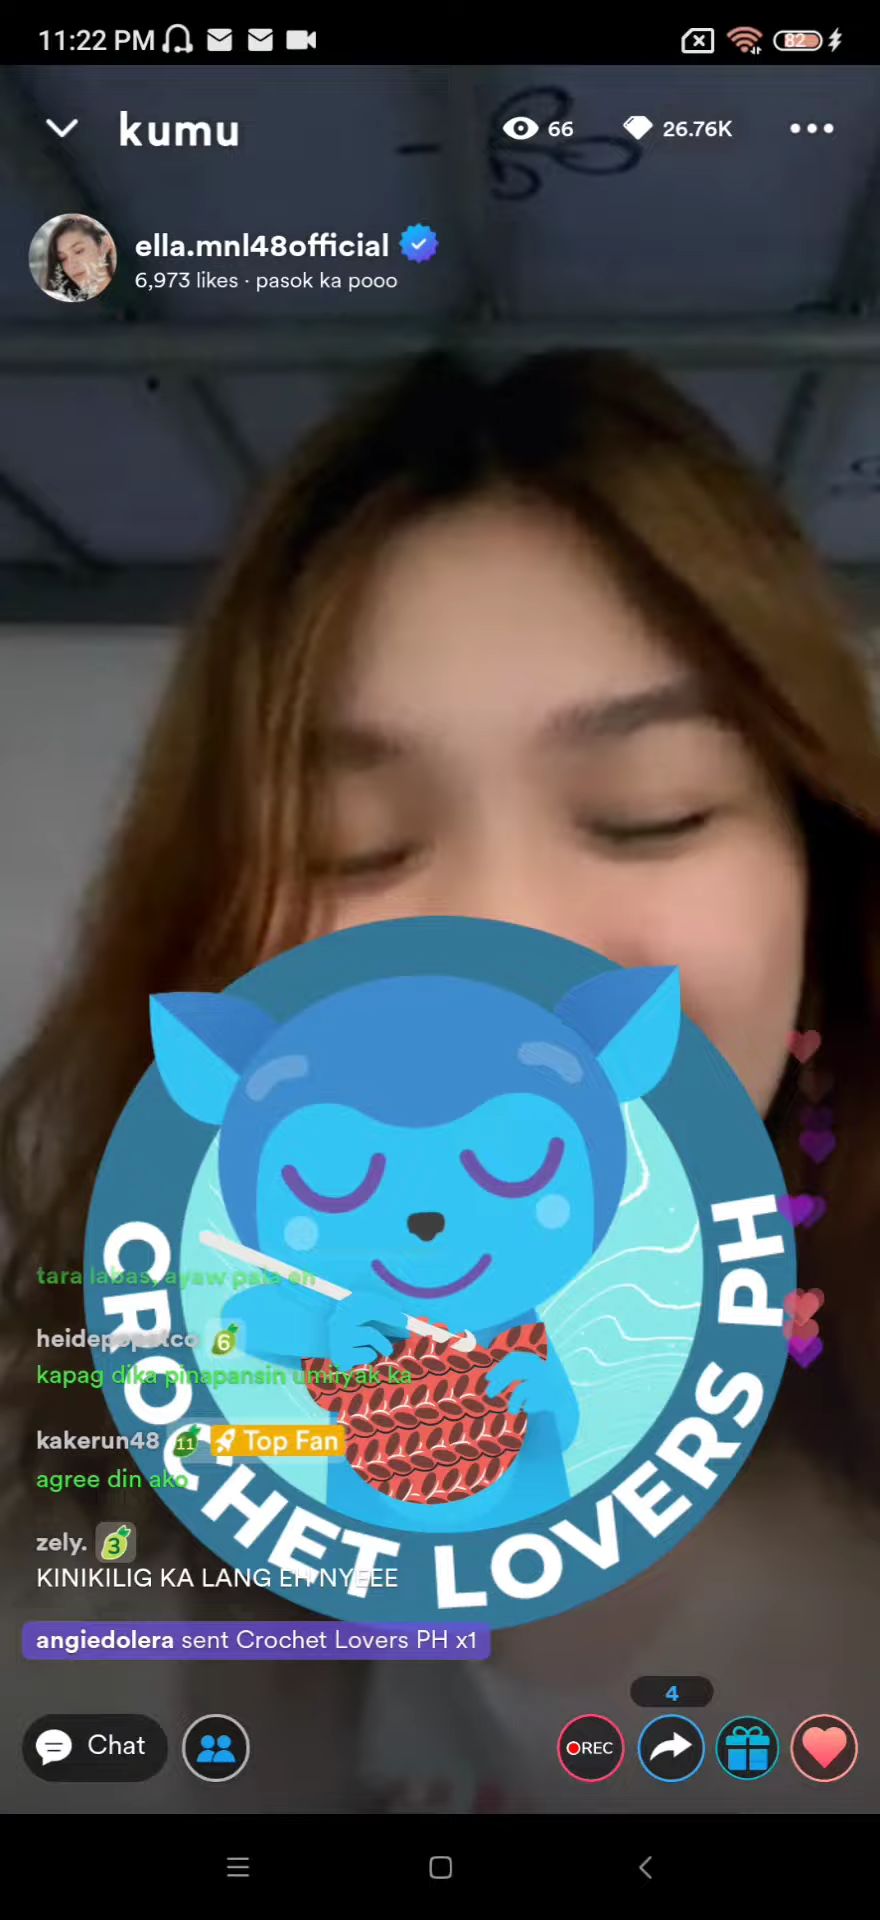 11:22 PM
82
kumu
66
26.76K
ella.mnl48official
6,973 likes · pasok ka pooo
CROCHET LOVERS PH
tara labas, ayaw pala eh
kapag dika pinapansin umiiyak ka
6
kakerun48 11 Top Fan
agree din ako
zely. 3
KINIKILIG KA LANG EH NYEEE
angiedolera sent Crochet Lovers PH x1
4
Chat
REC